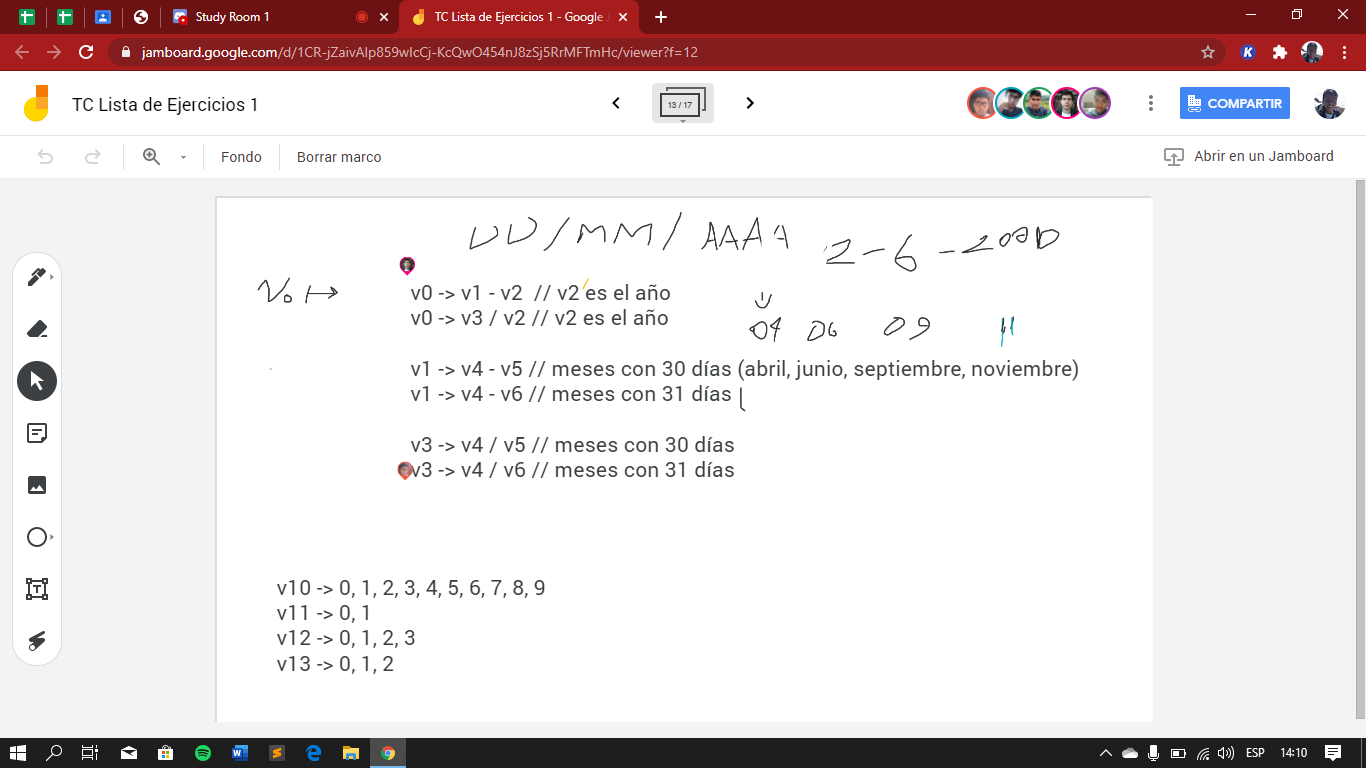 Study Room 1
TC Lista de Ejercicios 1 - Google J
jamboard.google.com/d/1CR-jZaivAlp859wIcCj-KcQwO454nJ8zSj5RrMFTmHc/viewer?f=12
TC Lista de Ejercicios 1
13 / 17
COMPARTIR
Fondo
Borrar marco
Abrir en un Jamboard
DD/MM/AAAA 2-6-2000
V0 ↦
v0 -> v1 - v2 // v2 es el año
v0 -> v3 / v2 // v2 es el año
04 06 09 11
v1 -> v4 - v5 // meses con 30 días (abril, junio, septiembre, noviembre)
v1 -> v4 - v6 // meses con 31 días (
v3 -> v4 / v5 // meses con 30 días
v3 -> v4 / v6 // meses con 31 días
v10 -> 0, 1, 2, 3, 4, 5, 6, 7, 8, 9
v11 -> 0, 1
v12 -> 0, 1, 2, 3
v13 -> 0, 1, 2
ESP 14:10